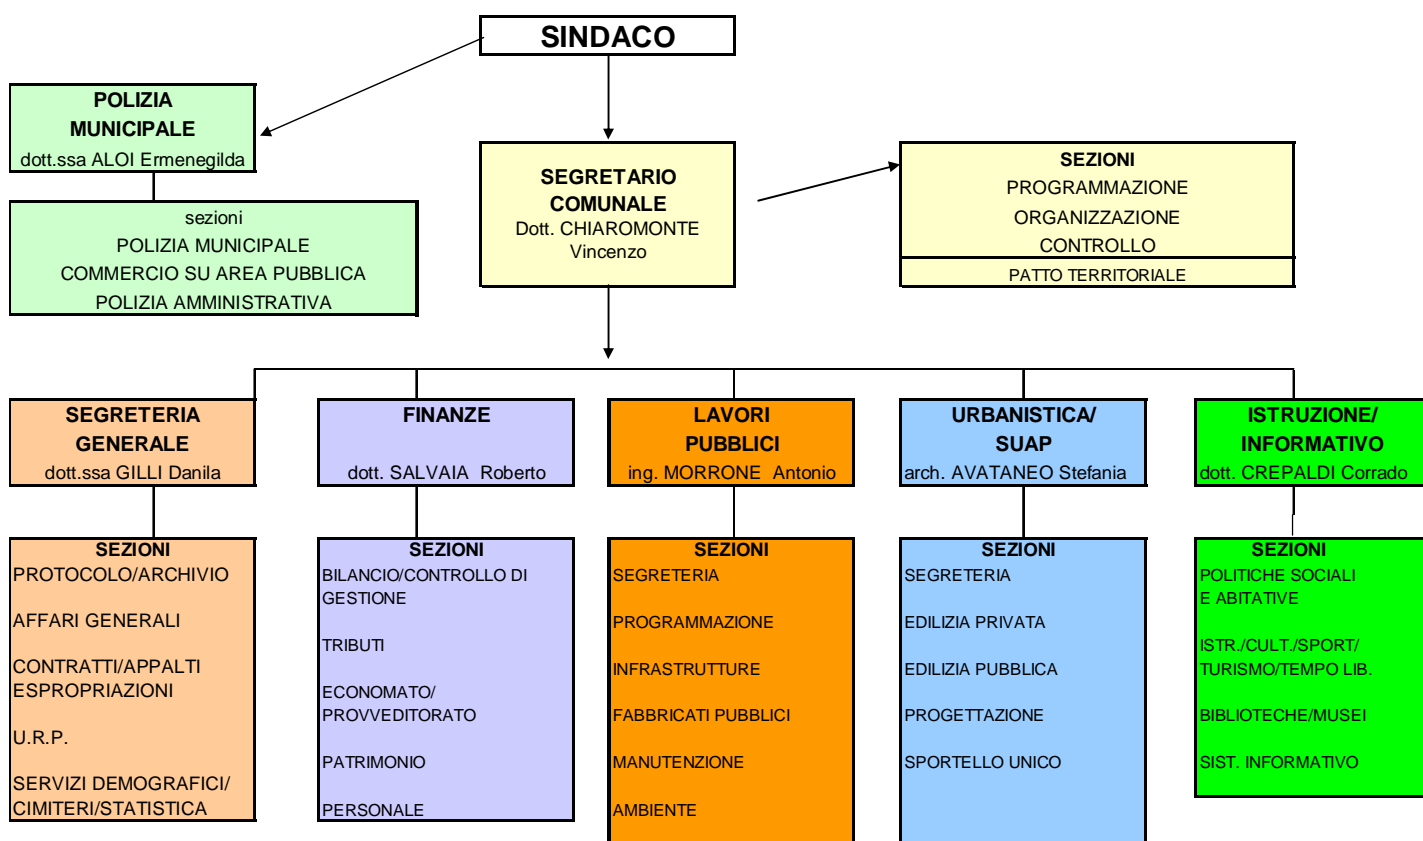 SINDACO
POLIZIA
MUNICIPALE
dott.ssa ALOI Ermenegilda
sezioni
POLIZIA MUNICIPALE
COMMERCIO SU AREA PUBBLICA
POLIZIA AMMINISTRATIVA
SEGRETARIO
COMUNALE
Dott. CHIAROMONTE
Vincenzo
SEZIONI
PROGRAMMAZIONE
ORGANIZZAZIONE
CONTROLLO
PATTO TERRITORIALE
SEGRETERIA
GENERALE
dott.ssa GILLI Danila
SEZIONI
PROTOCOLO/ARCHIVIO
AFFARI GENERALI
CONTRATTI/APPALTI
ESPROPRIAZIONI
U.R.P.
SERVIZI DEMOGRAFICI/
CIMITERI/STATISTICA
FINANZE
dott. SALVAIA Roberto
SEZIONI
BILANCIO/CONTROLLO DI
GESTIONE
TRIBUTI
ECONOMATO/
PROVVEDITORATO
PATRIMONIO
PERSONALE
LAVORI
PUBBLICI
ing. MORRONE Antonio
SEZIONI
SEGRETERIA
PROGRAMMAZIONE
INFRASTRUTTURE
FABBRICATI PUBBLICI
MANUTENZIONE
AMBIENTE
URBANISTICA/
SUAP
arch. AVATANEO Stefania
SEZIONI
SEGRETERIA
EDILIZIA PRIVATA
EDILIZIA PUBBLICA
PROGETTAZIONE
SPORTELLO UNICO
ISTRUZIONE/
INFORMATIVO
dott. CREPALDI Corrado
SEZIONI
POLITICHE SOCIALI
E ABITATIVE
ISTR./CULT./SPORT/
TURISMO/TEMPO LIB.
BIBLIOTECHE/MUSEI
SIST. INFORMATIVO